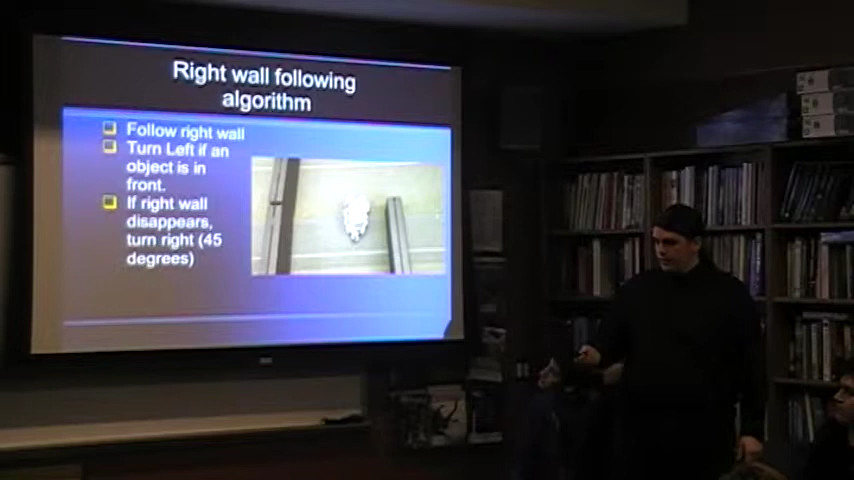 Right wall following
algorithm
Follow right wall
Turn Left if an
object is in
front.
If right wall
disappears,
turn right (45
degrees)